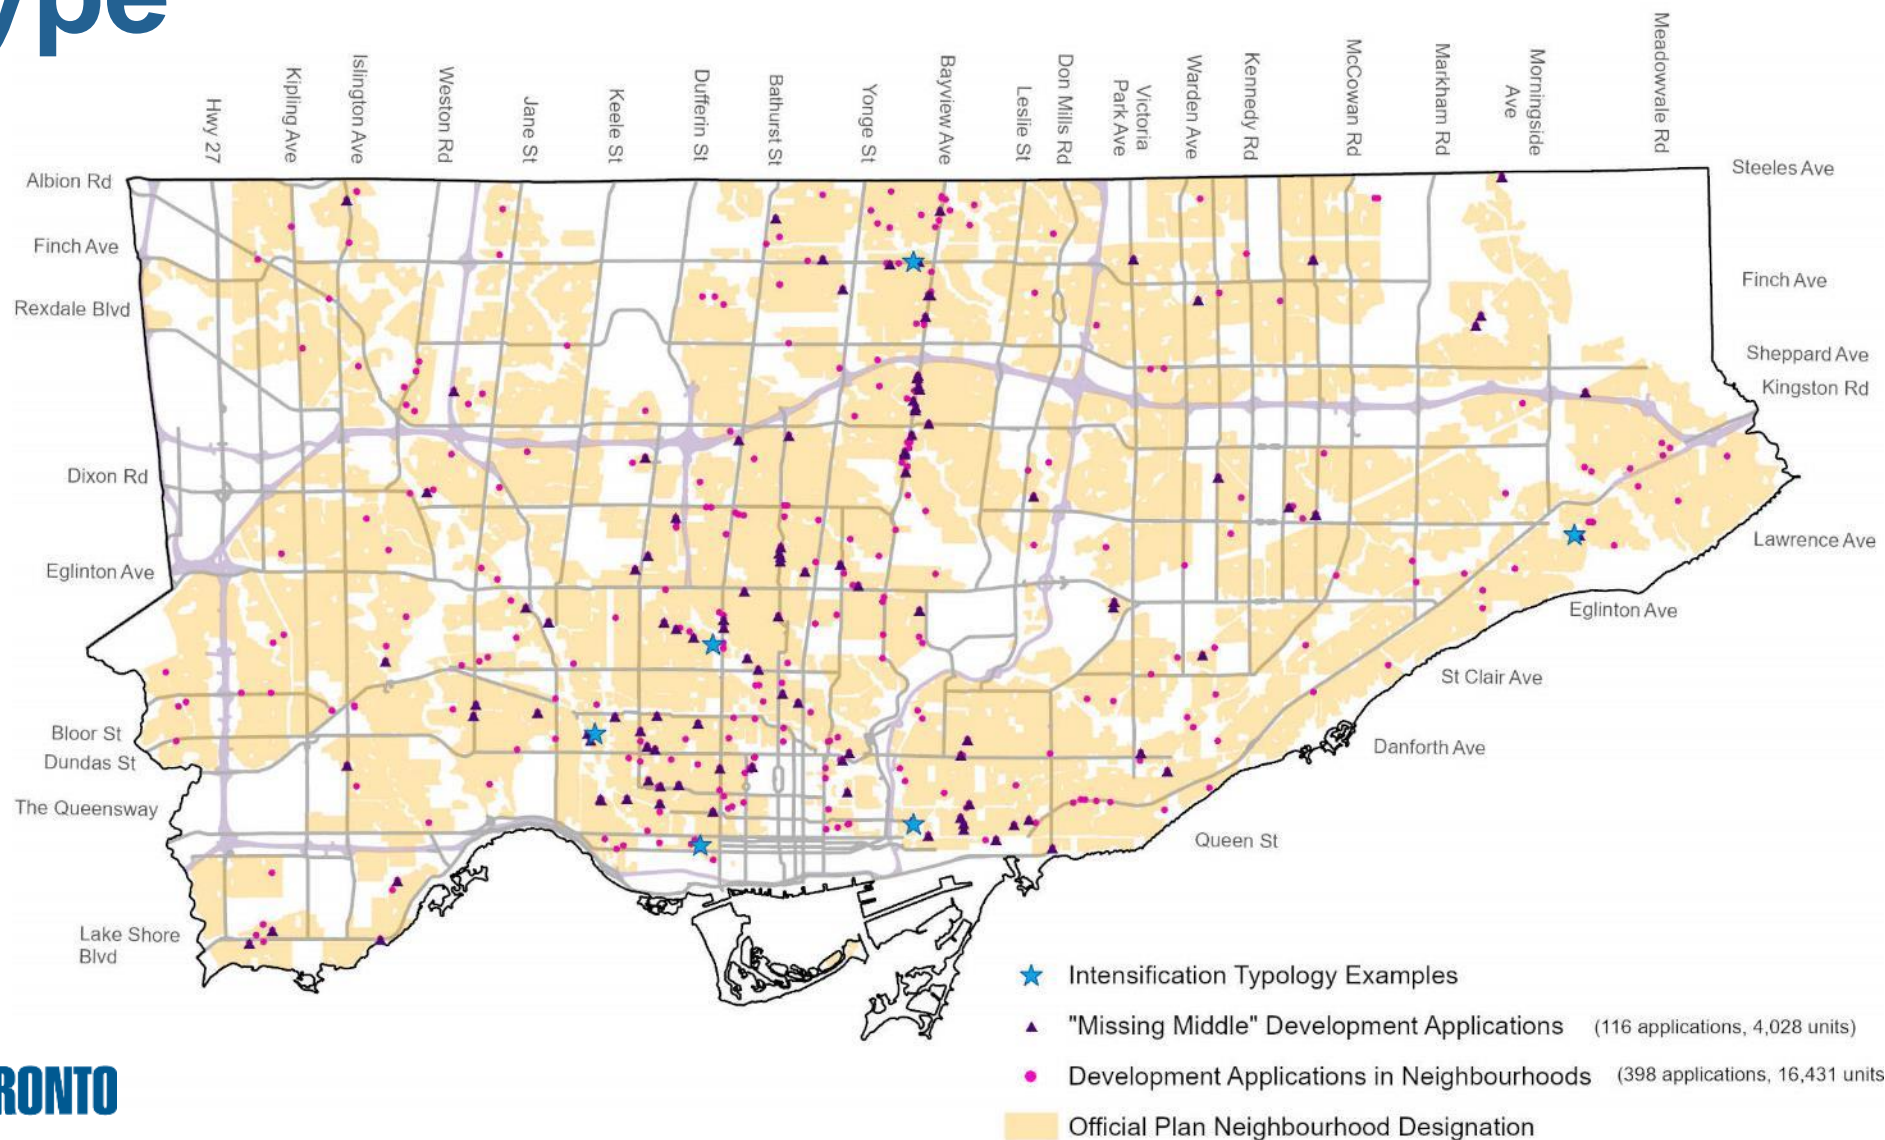 ype
Hwy 27
Kipling Ave
Islington Ave
Weston Rd
Jane St
Keele St
Dufferin St
Bathurst St
Yonge St
Bayview Ave
Leslie St
Don Mills Rd
Victoria
Park Ave
Warden Ave
Kennedy Rd
McCowan Rd
Markham Rd
Morningside
Ave
Meadowvale Rd
Albion Rd
Finch Ave
Rexdale Blvd
Dixon Rd
Eglinton Ave
Bloor St
Dundas St
The Queensway
Lake Shore
Blvd
Steeles Ave
Finch Ave
Sheppard Ave
Kingston Rd
Lawrence Ave
Eglinton Ave
St Clair Ave
Danforth Ave
Queen St
Intensification Typology Examples
"Missing Middle" Development Applications (116 applications, 4,028 units)
Development Applications in Neighbourhoods (398 applications, 16,431 units
Official Plan Neighbourhood Designation
RONTO